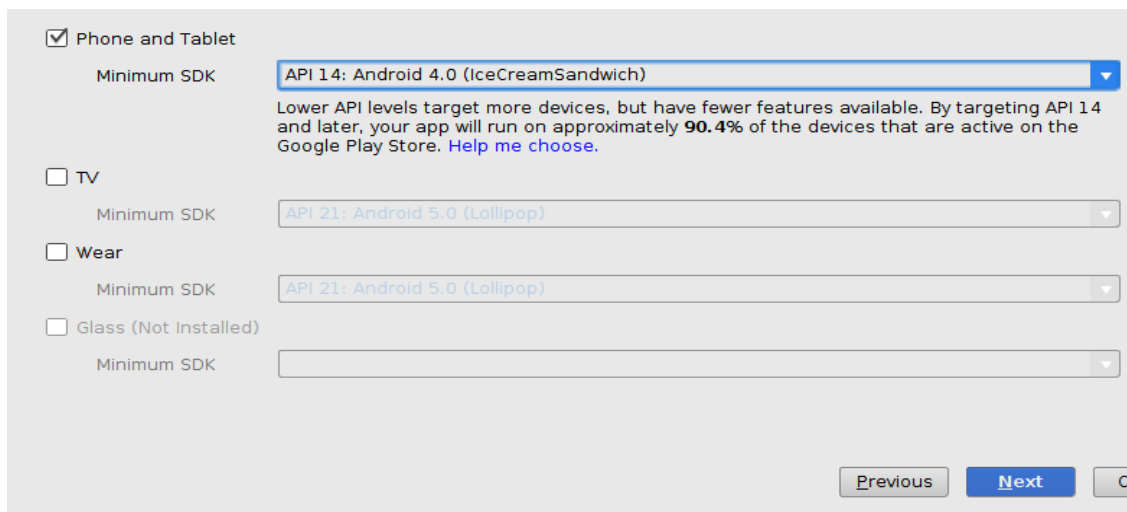 Phone and Tablet
Minimum SDK API 14: Android 4.0 (IceCreamSandwich)
Lower API levels target more devices, but have fewer features available. By targeting API 14
and later, your app will run on approximately 90.4% of the devices that are active on the
Google Play Store. Help me choose.
TV
Minimum SDK API 21: Android 5.0 (Lollipop)
Wear
Minimum SDK API 21: Android 5.0 (Lollipop)
Glass (Not Installed)
Minimum SDK
Previous Next